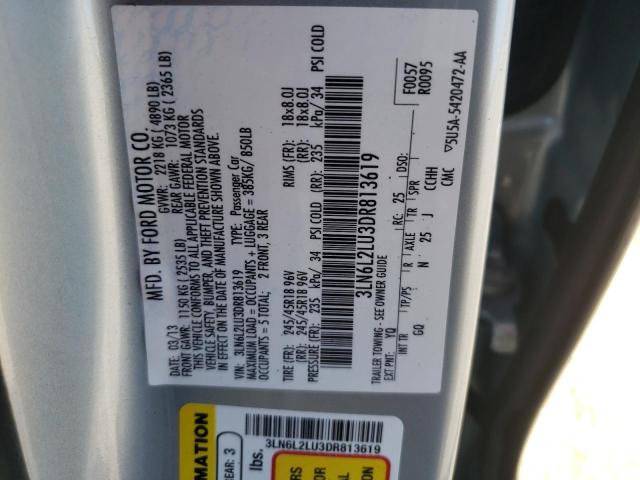 MFD. BY FORD MOTOR CO.
DATE: 03/13 GVWR: 2218 KG / 4890 LB)
FRONT GAWR: 1150 KG ( 2535 LB) REAR GAWR: 1073 KG ( 2365 LB)
THIS VEHICLE CONFORMS TO ALL APPLICABLE FEDERAL MOTOR
VEHICLE SAFETY, BUMPER, AND THEFT PREVENTION STANDARDS
IN EFFECT ON THE DATE OF MANUFACTURE SHOWN ABOVE.
VIN: 3LN6L2LU3DR813619 TYPE: Passenger Car
MAXIMUM LOAD = OCCUPANTS + LUGGAGE = 385KG/ 850LB
OCCUPANTS = 5 TOTAL: 2 FRONT, 3 REAR
TIRE (FR): 245/45R18 96V RIMS (FR): 18x8.0J
(RR): 245/45R18 96V (RR): 18x8.0J
PRESSURE (FR): 235 kPa/ 34 PSI COLD (RR): 235 kPa/ 34 PSI COLD
3LN6L2LU3DR813619
TRAILER TOWING - SEE OWNER GUIDE F0057
RC: 25 DSO: R0095
EXT PNT: YQ
INT TR TP/PS R AXLE TR SPR
GQ N 25 J CCHH
CMC ▽5U5A-5420472-AA
3LN6L2LU3DR813619
RMATION
REAR: 3
lbs.